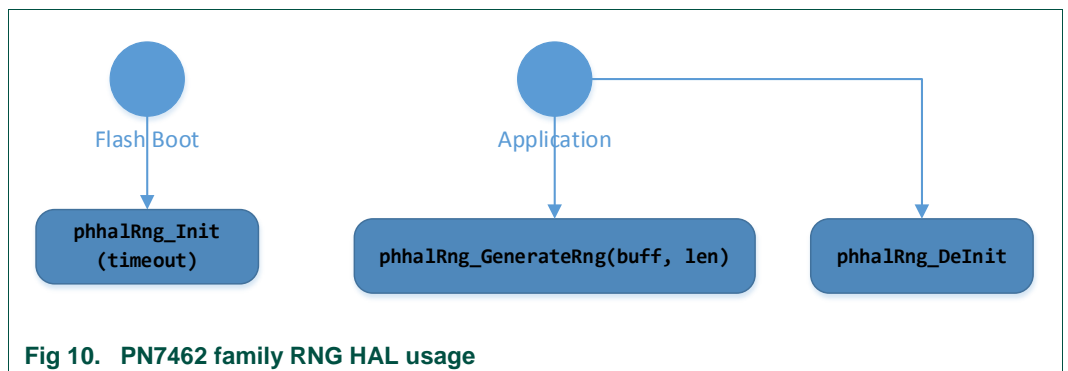 Flash Boot
Application
phhalRng_Init
(timeout)
phhalRng_GenerateRng(buff, len)
phhalRng_DeInit
Fig 10. PN7462 family RNG HAL usage